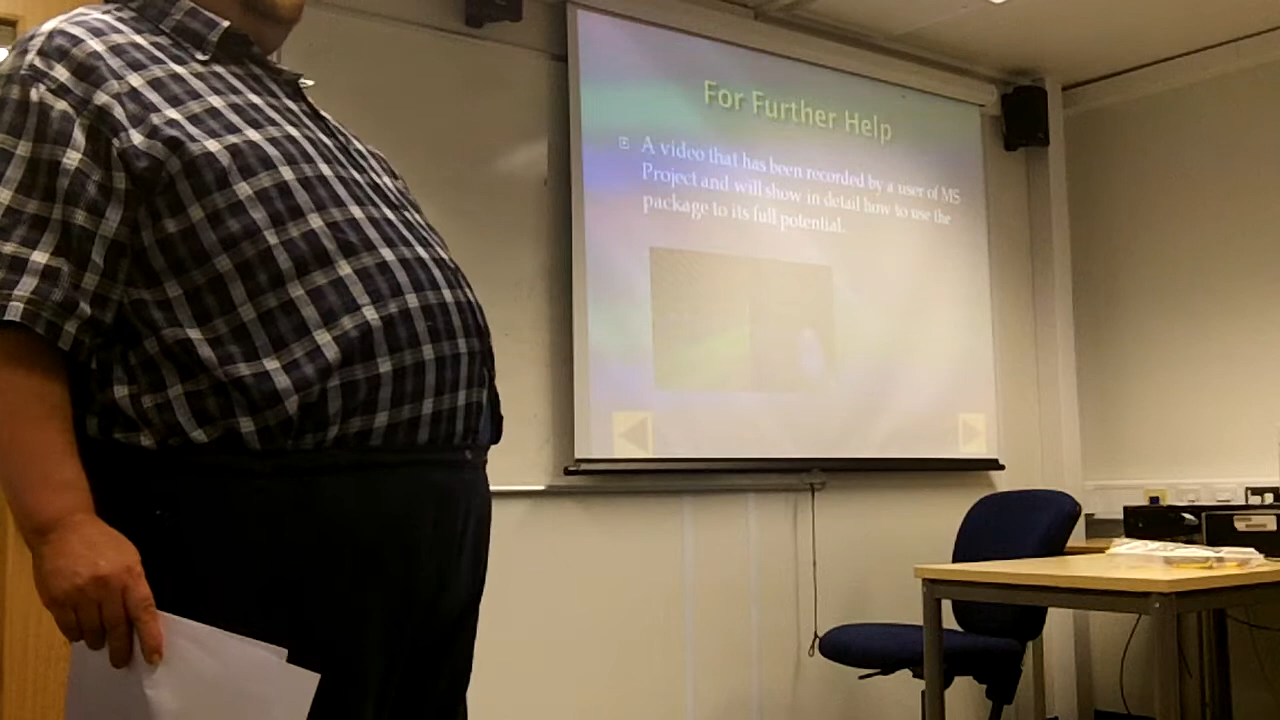 For Further Help
A video that has been recorded by a user of MS
Project and will show in detail how to use the
package to its full potential.